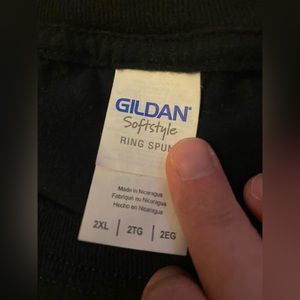 GILDAN®
Softstyle
RING SPUN
Made in Nicaragua
Fabriqué au Nicaragua
Hecho en Nicaragua
2XL | 2TG | 2EG